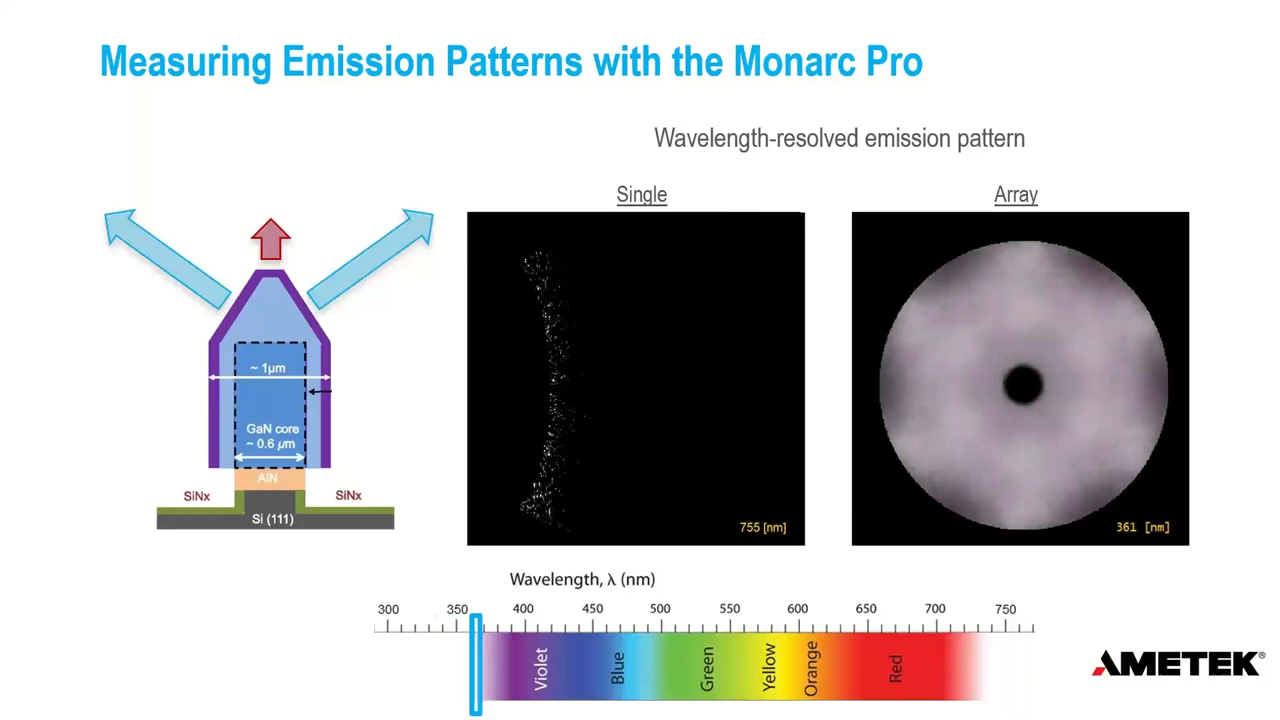 Measuring Emission Patterns with the Monarc Pro
Wavelength-resolved emission pattern
Single
Array
~ 1μm
GaN core
~ 0.6 μm
AlN
SiNx
SiNx
Si (111)
755 [nm]
361 [nm]
Wavelength, λ (nm)
300 350 400 450 500 550 600 650 700 750
Violet
Blue
Green
Yellow
Orange
Red
AMETEK®